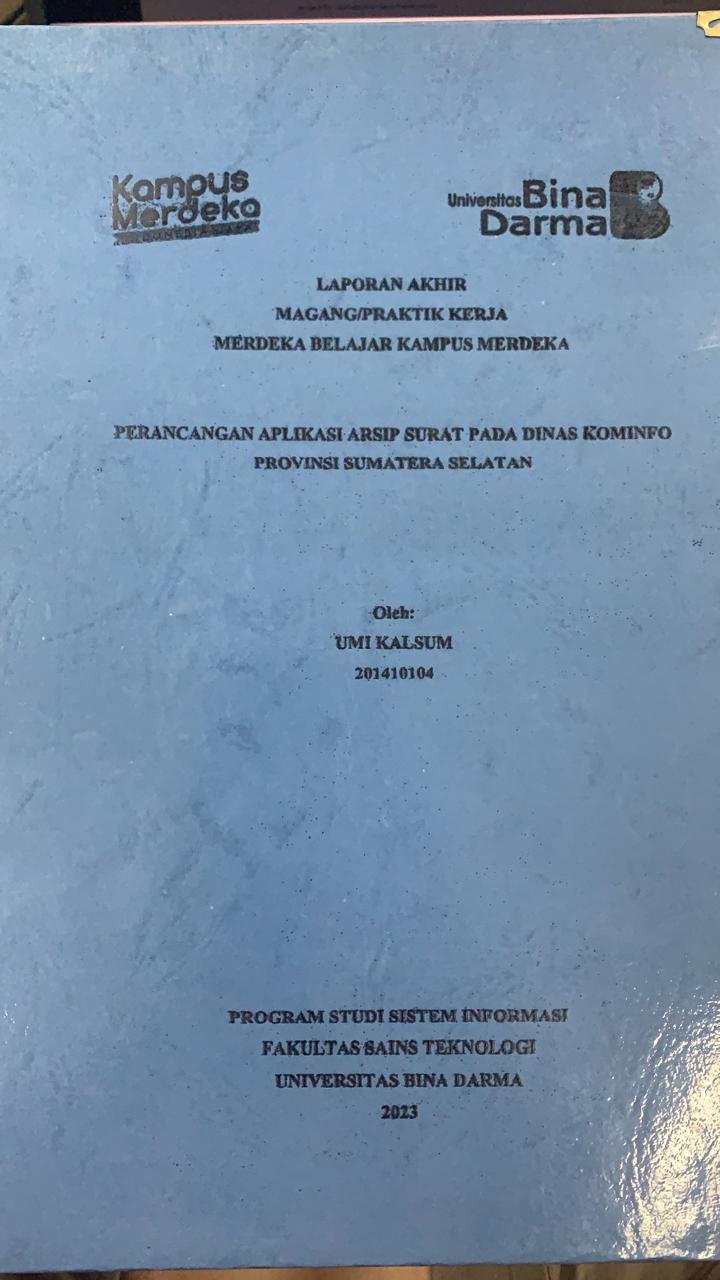 Kampus
Merdeka
Universitas Bina
Darma
LAPORAN AKHIR
MAGANG/PRAKTIK KERJA
MERDEKA BELAJAR KAMPUS MERDEKA
PERANCANGAN APLIKASI ARSIP SURAT PADA DINAS KOMINFO
PROVINSI SUMATERA SELATAN
Oleh:
UMI KALSUM
201410104
PROGRAM STUDI SISTEM INFORMASI
FAKULTAS SAINS TEKNOLOGI
UNIVERSITAS BINA DARMA
2023